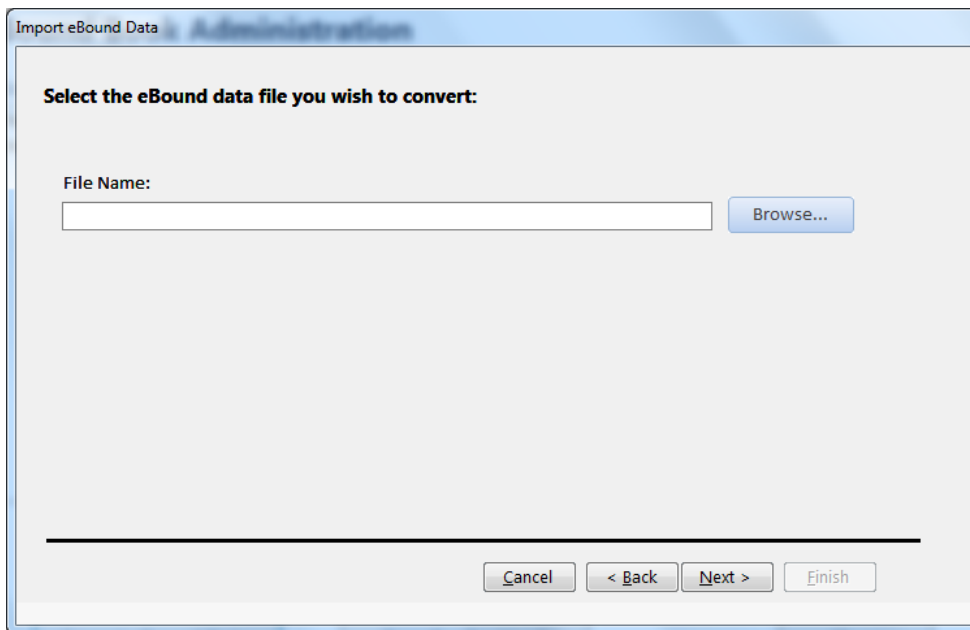 Administration
Import eBound Data
Select the eBound data file you wish to convert:
File Name:
Browse...
Cancel
< Back
Next >
Finish